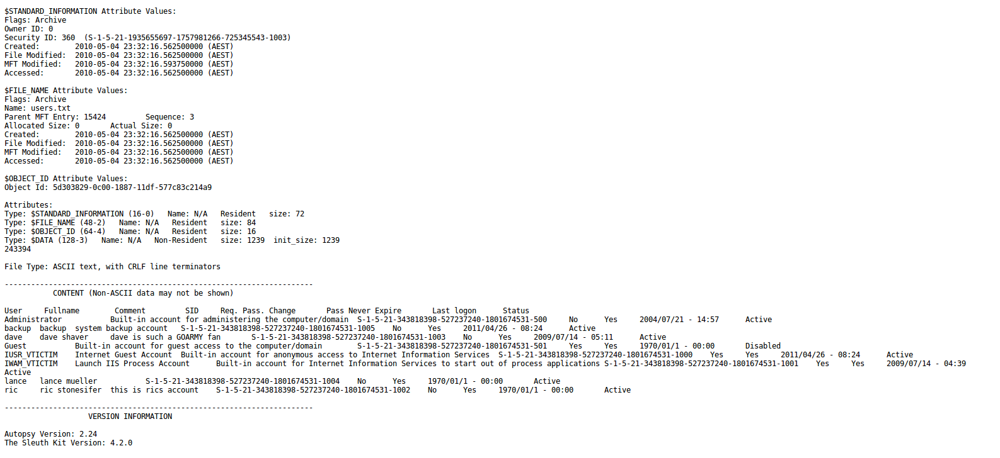 $STANDARD_INFORMATION Attribute Values:
Flags: Archive
Owner ID: 0
Security ID: 360  (S-1-5-21-1935655697-1757981266-725345543-1003)
Created:        2010-05-04 23:32:16.562500000 (AEST)
File Modified:  2010-05-04 23:32:16.562500000 (AEST)
MFT Modified:   2010-05-04 23:32:16.593750000 (AEST)
Accessed:       2010-05-04 23:32:16.562500000 (AEST)
$FILE_NAME Attribute Values:
Flags: Archive
Name: users.txt
Parent MFT Entry: 15424         Sequence: 3
Allocated Size: 0       Actual Size: 0
Created:        2010-05-04 23:32:16.562500000 (AEST)
File Modified:  2010-05-04 23:32:16.562500000 (AEST)
MFT Modified:   2010-05-04 23:32:16.562500000 (AEST)
Accessed:       2010-05-04 23:32:16.562500000 (AEST)
$OBJECT_ID Attribute Values:
Object Id: 5d303829-0c00-1887-11df-577c83c214a9
Attributes:
Type: $STANDARD_INFORMATION (16-0)   Name: N/A   Resident   size: 72
Type: $FILE_NAME (48-2)   Name: N/A   Resident   size: 84
Type: $OBJECT_ID (64-4)   Name: N/A   Resident   size: 16
Type: $DATA (128-3)   Name: N/A   Non-Resident   size: 1239  init_size: 1239
243394
File Type: ASCII text, with CRLF line terminators
----------------------------------------------------------------------
CONTENT (Non-ASCII data may not be shown)
User     Fullname        Comment         SID     Req. Pass. Change       Pass Never Expire       Last logon      Status
Administrator           Built-in account for administering the computer/domain  S-1-5-21-343818398-527237240-1801674531-500     No      Yes     2004/07/21 - 14:57      Active
backup  backup  system backup account   S-1-5-21-343818398-527237240-1801674531-1005    No      Yes     2011/04/26 - 08:24      Active
dave    dave shaver     dave is such a GOARMY fan       S-1-5-21-343818398-527237240-1801674531-1003    No      Yes     2009/07/14 - 05:11      Active
Guest           Built-in account for guest access to the computer/domain        S-1-5-21-343818398-527237240-1801674531-501     Yes     Yes     1970/01/1 - 00:00       Disabled
IUSR_VTICTIM    Internet Guest Account  Built-in account for anonymous access to Internet Information Services  S-1-5-21-343818398-527237240-1801674531-1000    Yes     Yes     2011/04/26 - 08:24      Active
IWAM_VTICTIM    Launch IIS Process Account      Built-in account for Internet Information Services to start out of process applications S-1-5-21-343818398-527237240-1801674531-1001    Yes     Yes     2009/07/14 - 04:39
Active
lance   lance mueller           S-1-5-21-343818398-527237240-1801674531-1004    No      Yes     1970/01/1 - 00:00       Active
ric     ric stonesifer  this is rics account    S-1-5-21-343818398-527237240-1801674531-1002    No      Yes     1970/01/1 - 00:00       Active
----------------------------------------------------------------------
VERSION INFORMATION
Autopsy Version: 2.24
The Sleuth Kit Version: 4.2.0